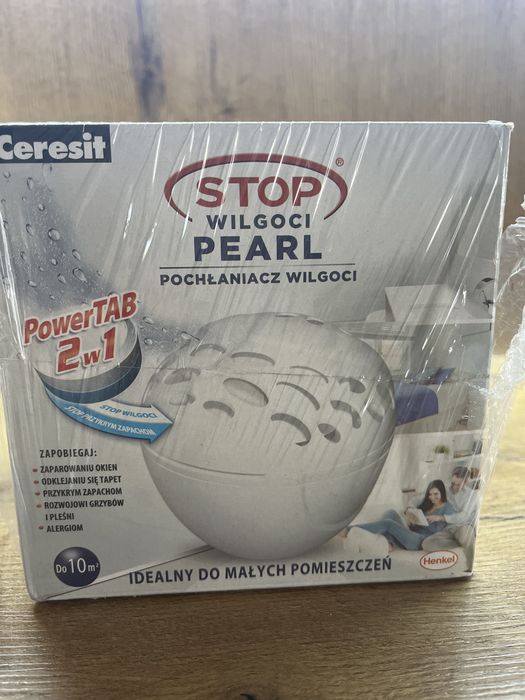 Ceresit
STOP®
WILGOCI
PEARL
POCHŁANIACZ WILGOCI
PowerTAB
2w1
STOP WILGOCI
STOP PRZYKRYM ZAPACHOM
ZAPOBIEGAJ:
• ZAPAROWANIU OKIEN
• ODKLEJANIU SIĘ TAPET
• PRZYKRYM ZAPACHOM
• ROZWOJOWI GRZYBÓW
I PLEŚNI
• ALERGIOM
Do 10 m²
IDEALNY DO MAŁYCH POMIESZCZEŃ
Henkel